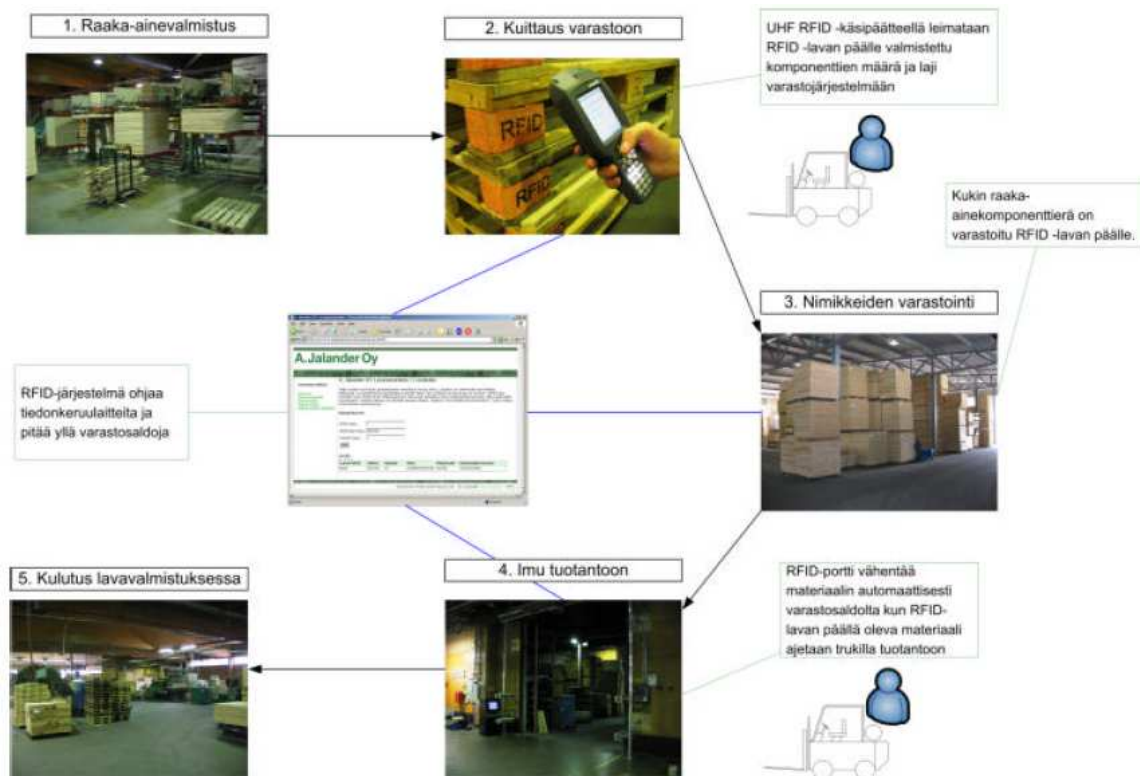 1. Raaka-ainevalmistus
2. Kuittaus varastoon
UHF RFID -käsipäätteellä leimataan
RFID -lavan päälle valmistettu
komponenttien määrä ja laji
varastojärjestelmään
RFID
RFID
Kukin raaka-
ainekomponenttierä on
varastoitu RFID -lavan päälle.
3. Nimikkeiden varastointi
A.Jalander Oy
RFID-järjestelmä ohjaa
tiedonkeruulaitteita ja
pitää yllä varastosaldoja
4. Imu tuotantoon
5. Kulutus lavavalmistuksessa
RFID-portti vähentää
materiaalin automaattisesti
varastosaldolta kun RFID-
lavan päällä oleva materiaali
ajetaan trukilla tuotantoon